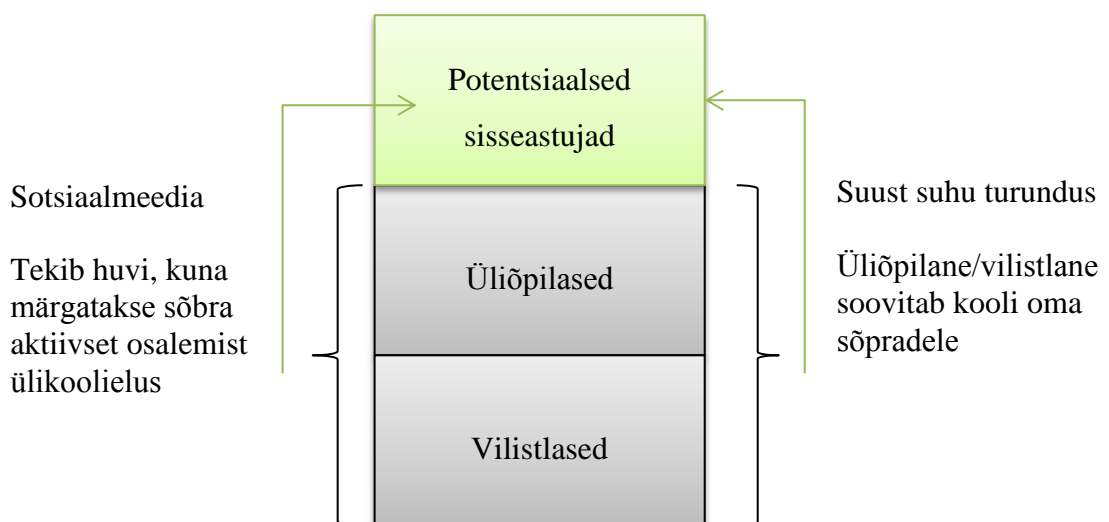 Potentsiaalsed
sisseastujad
Sotsiaalmeedia
Tekib huvi, kuna
märgatakse sõbra
aktiivset osalemist
ülikoolielus
Üliõpilased
Vilistlased
Suust suhu turundus
Üliõpilane/vilistlane
soovitab kooli oma
sõpradele